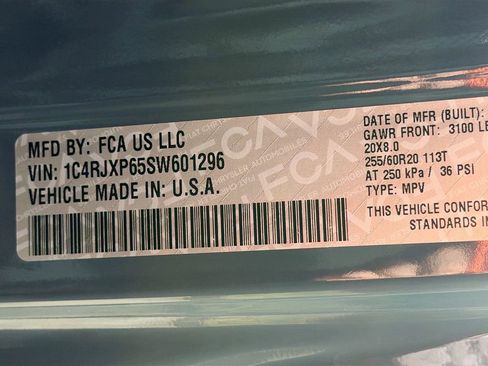 MFD BY: FCA US LLC
VIN: 1C4RJXP65SW601296
VEHICLE MADE IN: U.S.A.
DATE OF MFR (BUILT):
GAWR FRONT: 3100 LB
20X8.0
255/60R20 113T
AT 250 kPa / 36 PSI
TYPE: MPV
THIS VEHICLE CONFOR
STANDARDS IN